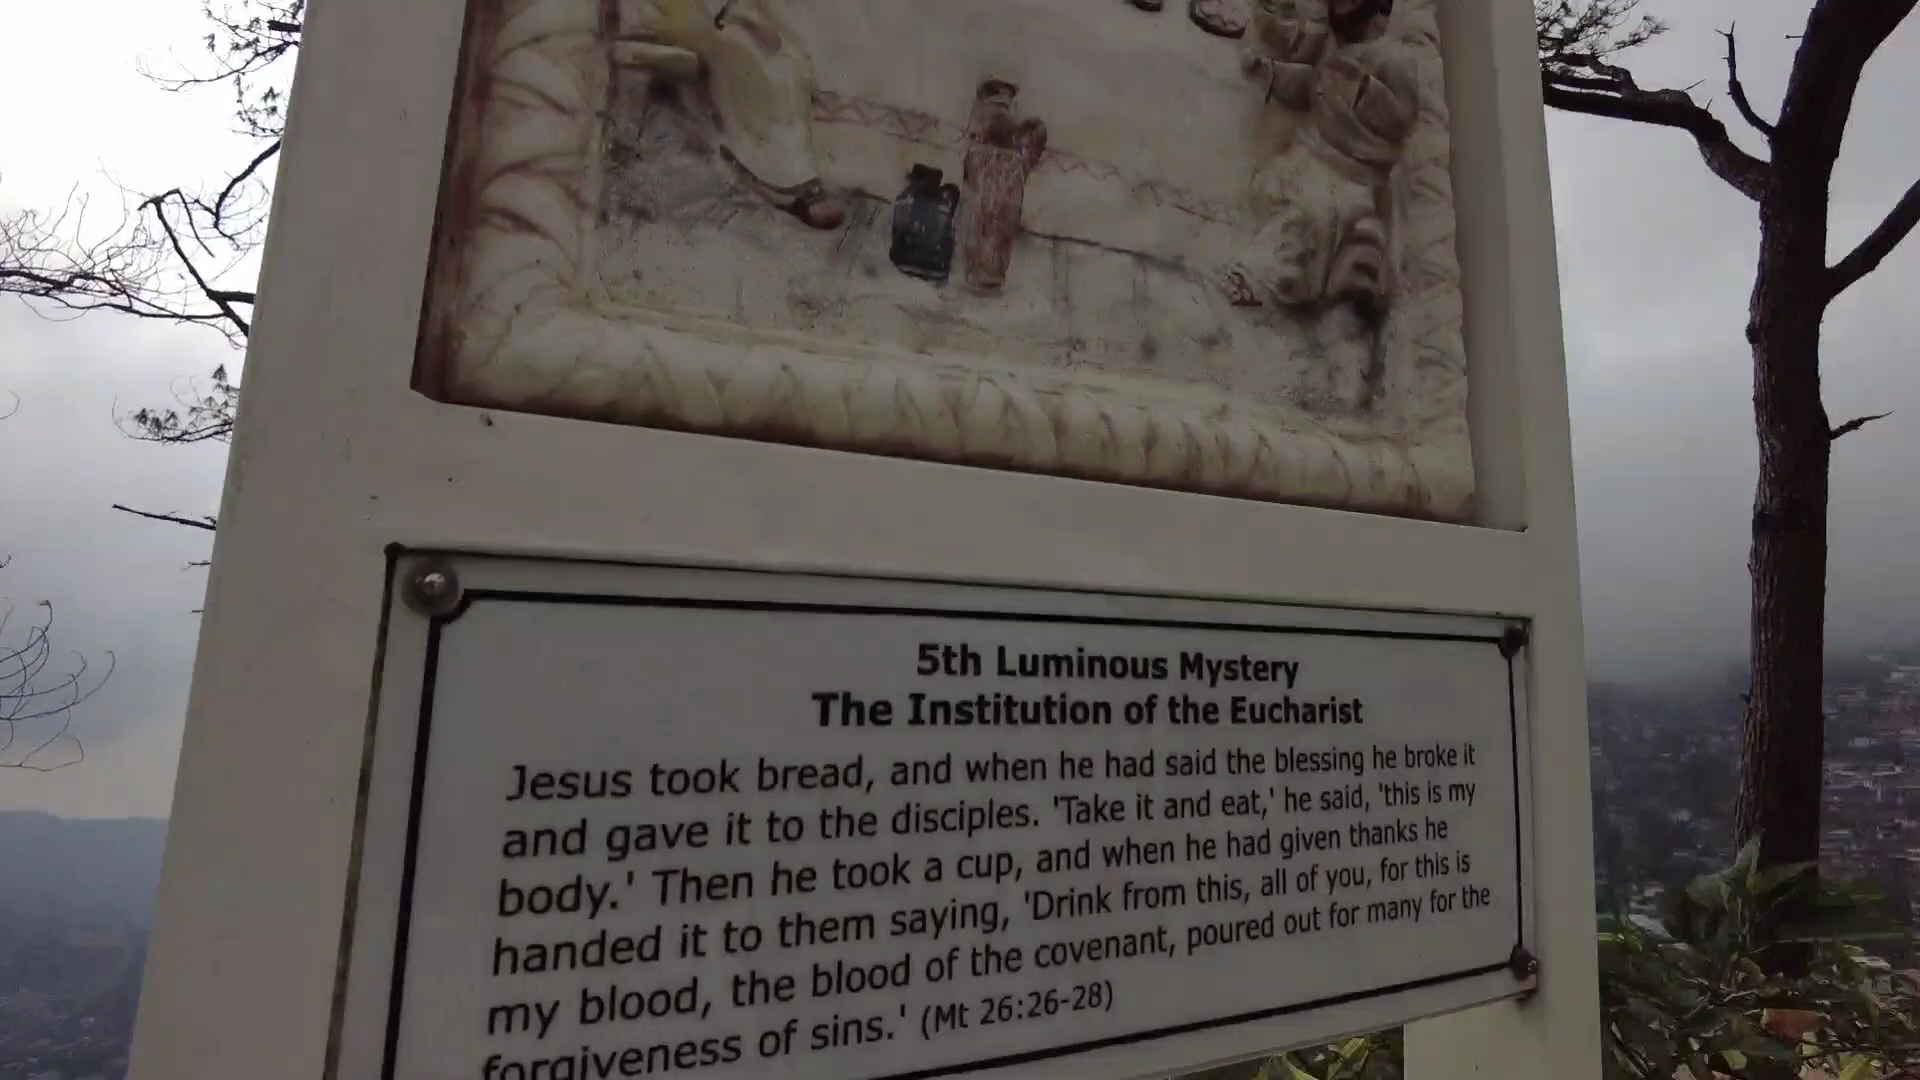 5th Luminous Mystery
The Institution of the Eucharist
Jesus took bread, and when he had said the blessing he broke it
and gave it to the disciples. 'Take it and eat,' he said, 'this is my
body.' Then he took a cup, and when he had given thanks he
handed it to them saying, 'Drink from this, all of you, for this is
my blood, the blood of the covenant, poured out for many for the
forgiveness of sins.' (Mt 26:26-28)